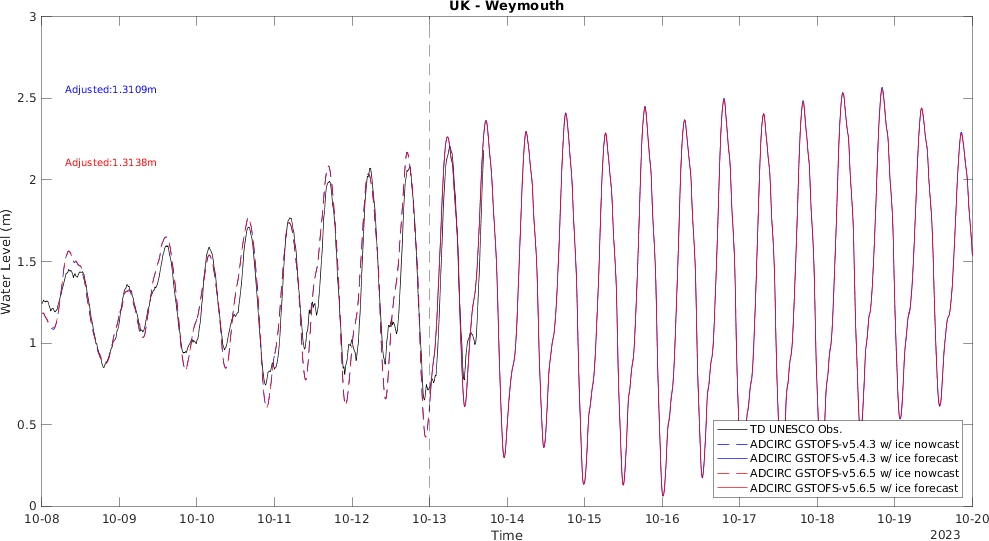 UK - Weymouth
3
2.5
2
1.5
1
0.5
0
Water Level (m)
Adjusted:1.3109m
Adjusted:1.3138m
TD UNESCO Obs.
ADCIRC GSTOFS-v5.4.3 w/ ice nowcast
ADCIRC GSTOFS-v5.4.3 w/ ice forecast
ADCIRC GSTOFS-v5.6.5 w/ ice nowcast
ADCIRC GSTOFS-v5.6.5 w/ ice forecast
10-08 10-09 10-10 10-11 10-12 10-13 10-14 10-15 10-16 10-17 10-18 10-19 10-20
Time
2023